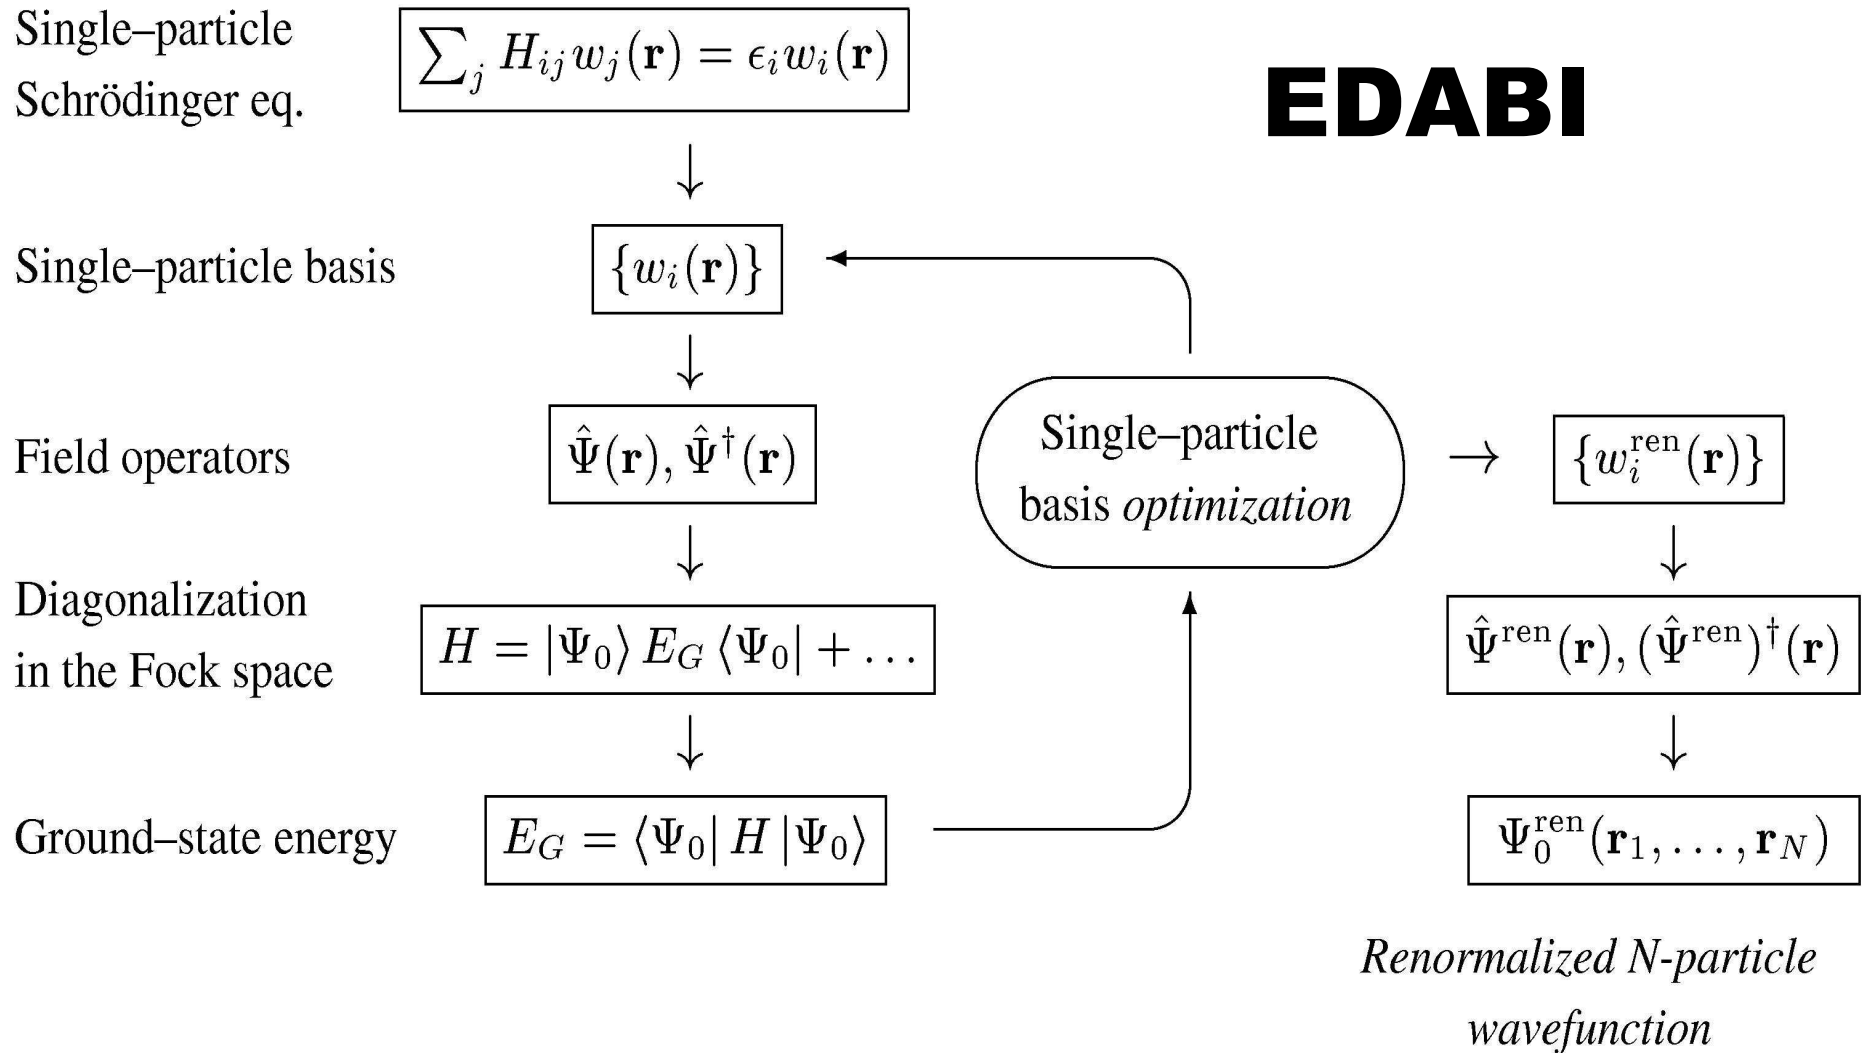 Single–particle
Schrödinger eq.
∑_j H_{ij} w_j(𝐫) = ϵ_i w_i(𝐫)
EDABI
Single–particle basis
{w_i(𝐫)}
Field operators
Ψ̂(𝐫), Ψ̂^†(𝐫)
Single–particle
basis optimization
→ {w_i^{ren}(𝐫)}
Diagonalization
in the Fock space
H = |Ψ_0⟩ E_G ⟨Ψ_0| + …
Ψ̂^{ren}(𝐫), (Ψ̂^{ren})^†(𝐫)
Ground–state energy
E_G = ⟨Ψ_0| H |Ψ_0⟩
Ψ_0^{ren}(𝐫_1, …, 𝐫_N)
Renormalized N-particle
wavefunction